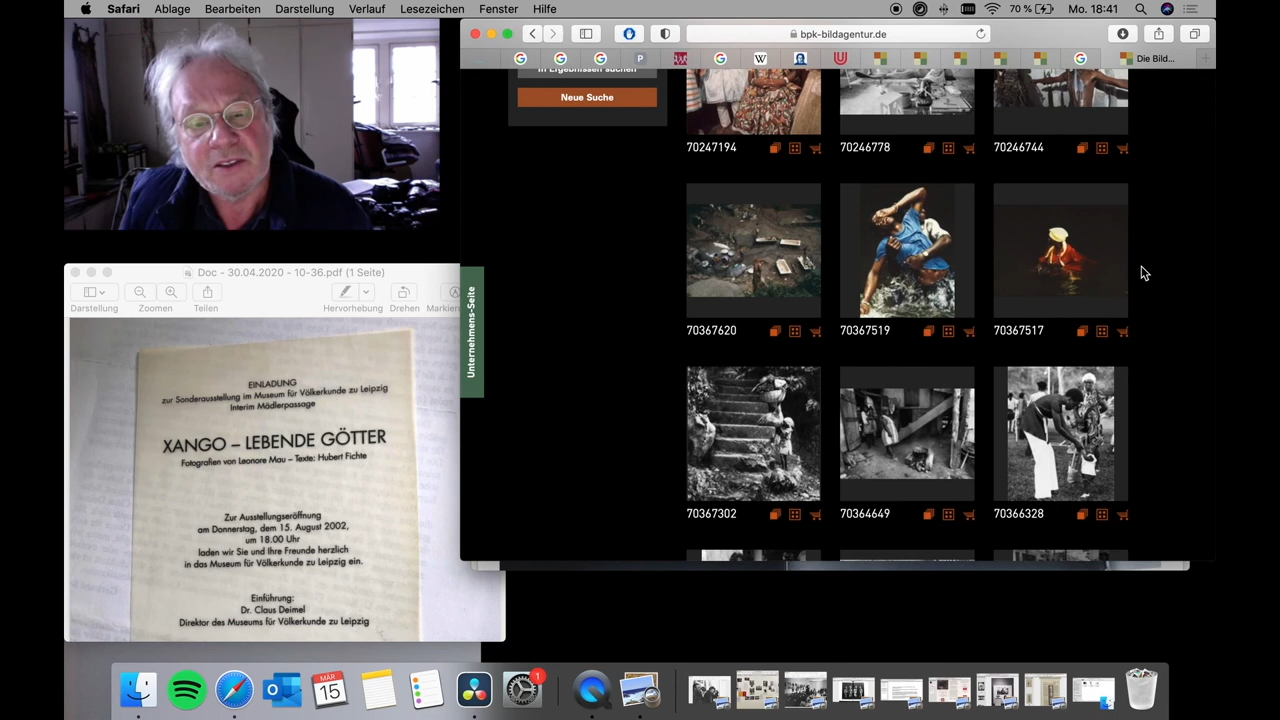 Safari Ablage Bearbeiten Darstellung Verlauf Lesezeichen Fenster Hilfe
70 % Mo. 18:41
bpk-bildagentur.de
P
W
Die Bild...
Neue Suche
70247194 70246778 70246744
70367620 70367519 70367517
70367302 70364649 70366328
Unternehmens-Seite
Doc - 30.04.2020 - 10-36.pdf (1 Seite)
Darstellung Zoomen Teilen Hervorhebung Drehen Markier
EINLADUNG
zur Sonderausstellung im Museum für Völkerkunde zu Leipzig
Interim Mädlerpassage
XANGO – LEBENDE GÖTTER
Fotografien von Leonore Mau – Texte: Hubert Fichte
Zur Ausstellungseröffnung
am Donnerstag, dem 15. August 2002,
um 18.00 Uhr
laden wir Sie und Ihre Freunde herzlich
in das Museum für Völkerkunde zu Leipzig ein.
Einführung:
Dr. Claus Deimel
Direktor des Museums für Völkerkunde zu Leipzig
MÄR
15
1